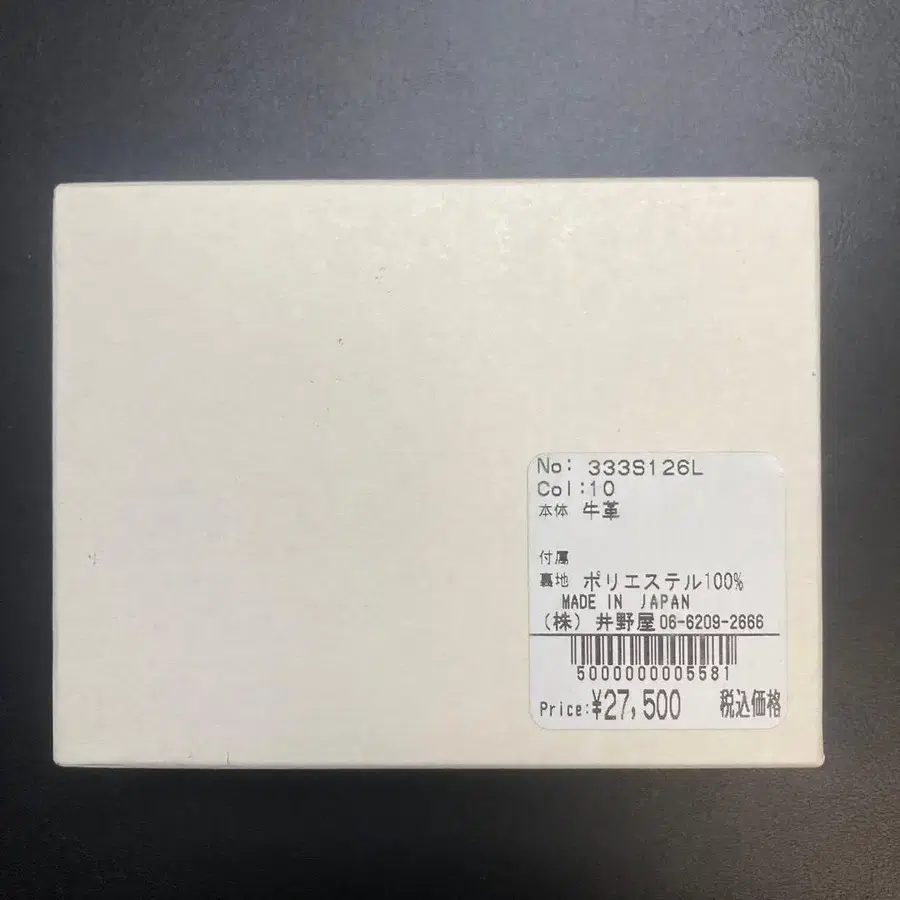 No: 333S126L
Col:10
本体 牛革
付属
裏地 ポリエステル100%
MADE IN JAPAN
(株) 井野屋 06-6209-2666
5000000005581
Price:¥27,500 税込価格